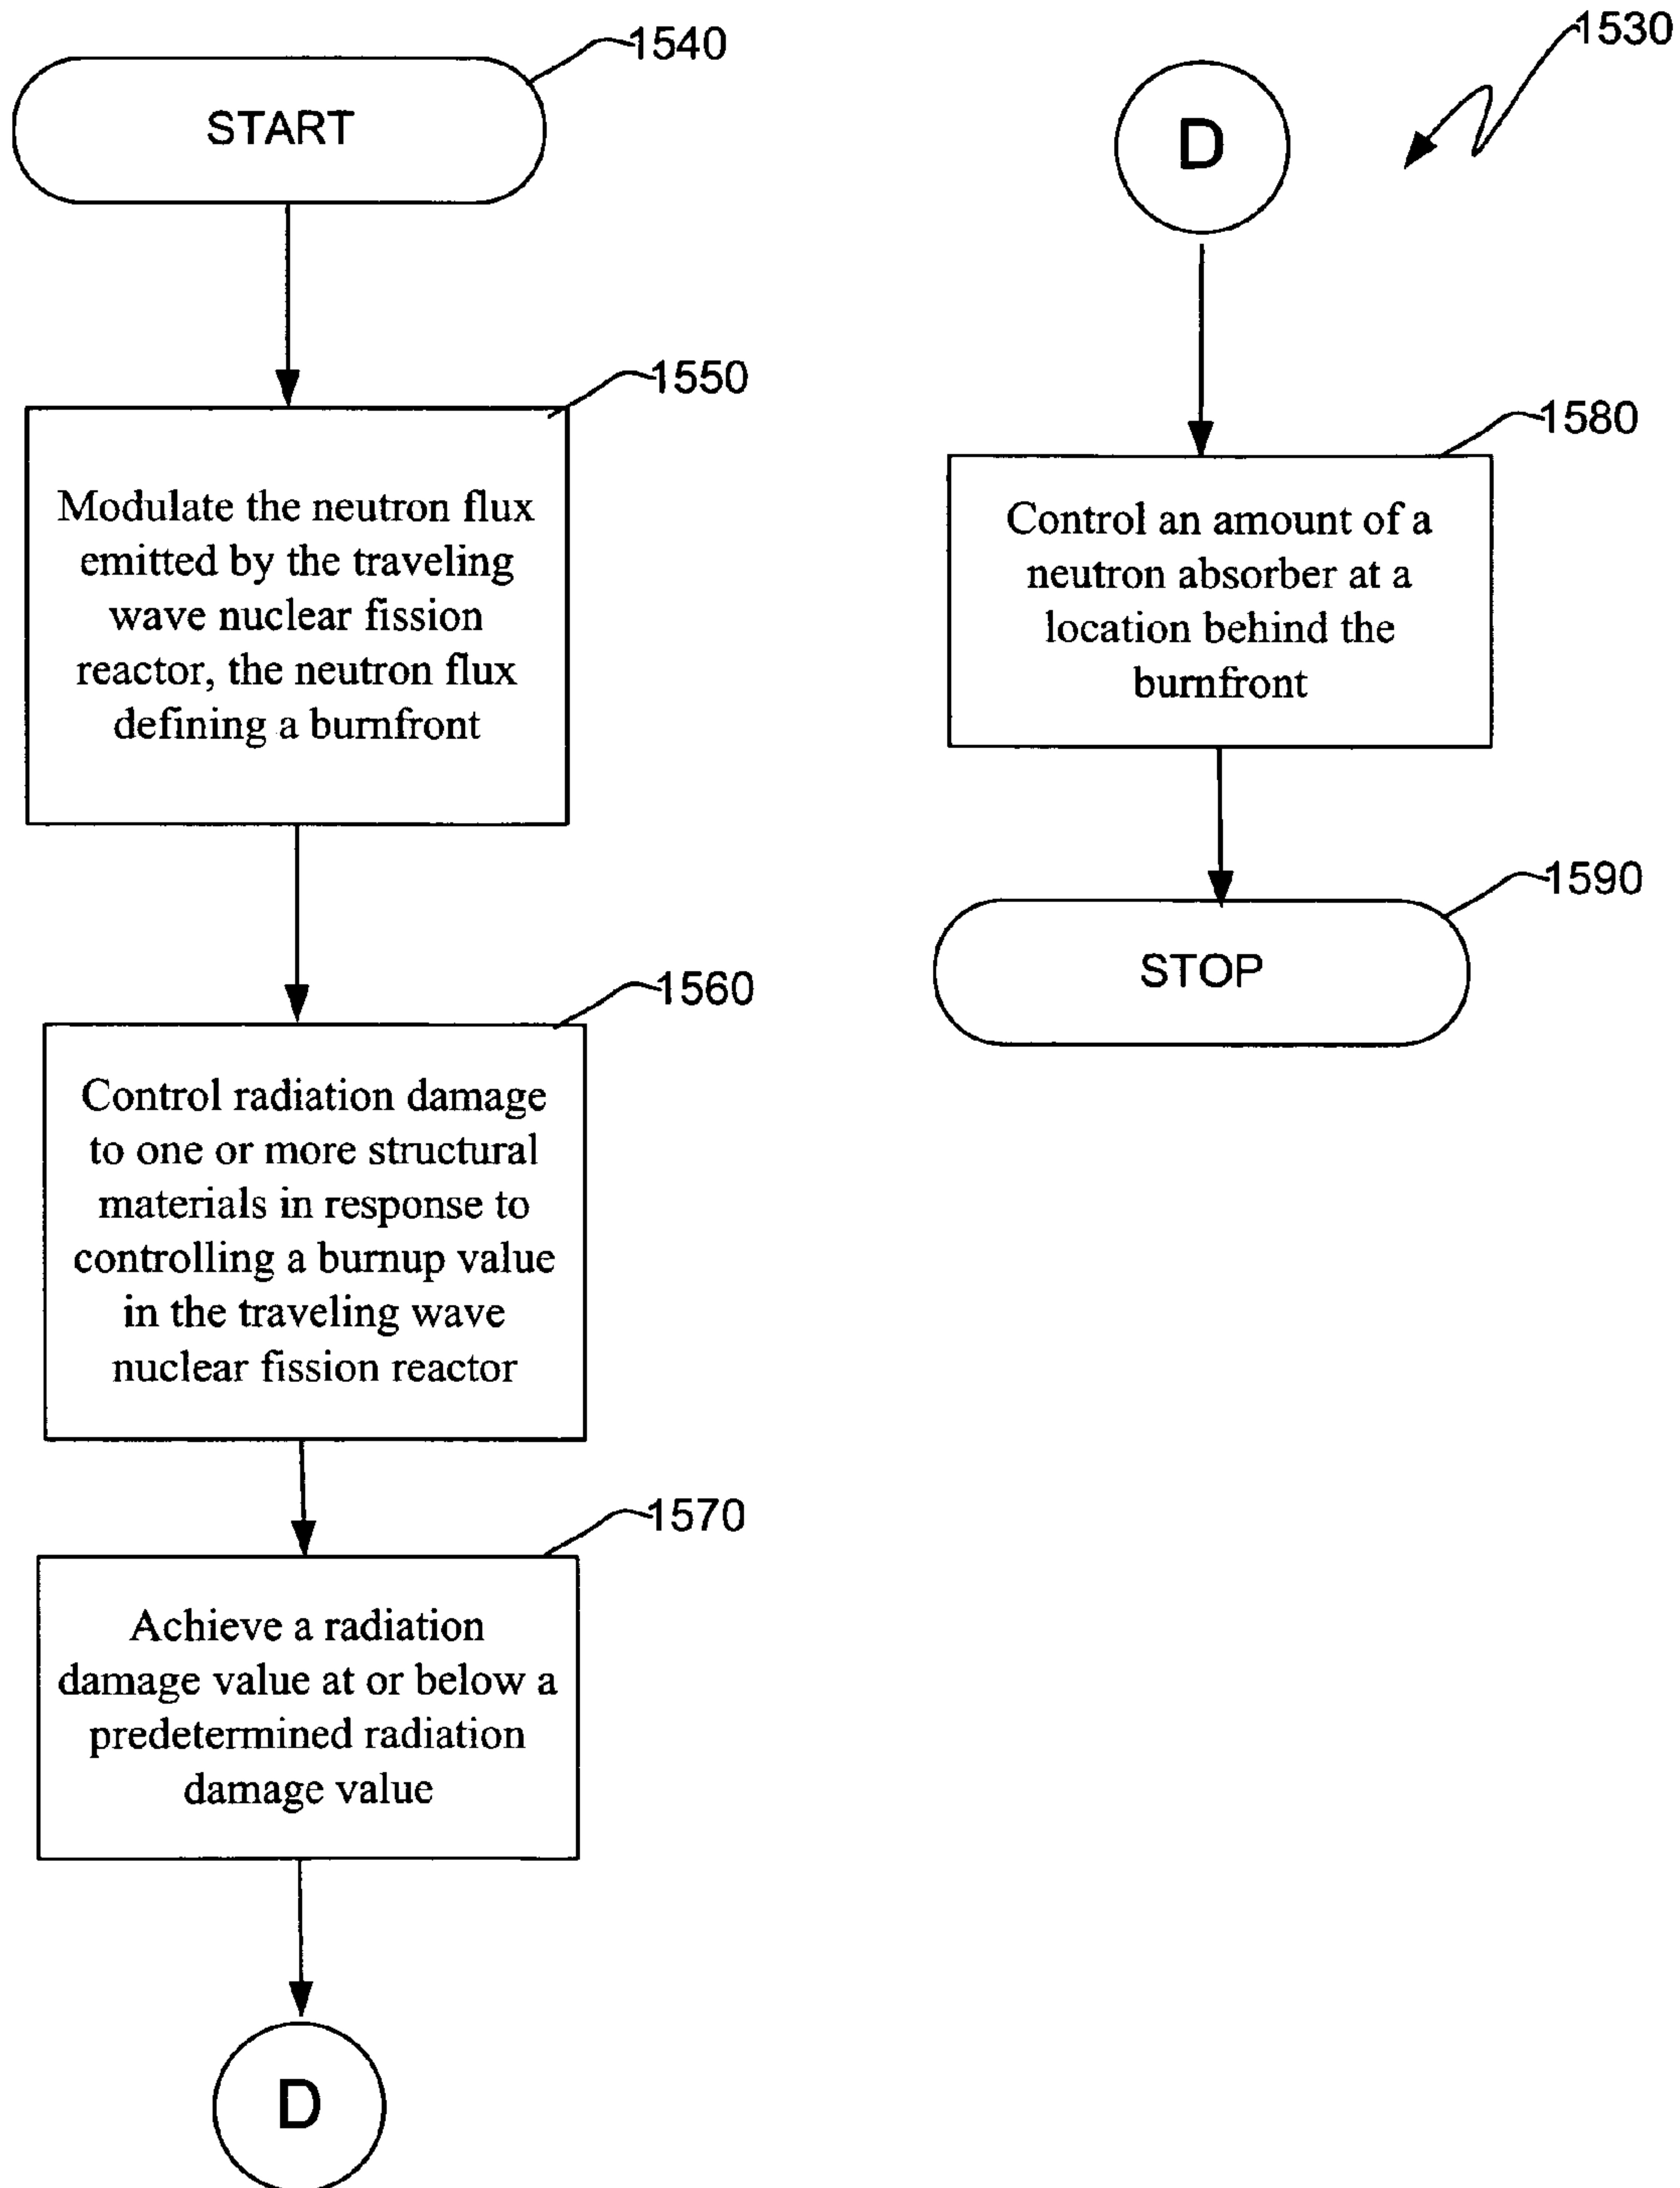 1540
START
1550
Modulate the neutron flux
emitted by the traveling
wave nuclear fission
reactor, the neutron flux
defining a burnfront
1560
Control radiation damage
to one or more structural
materials in response to
controlling a burnup value
in the traveling wave
nuclear fission reactor
1570
Achieve a radiation
damage value at or below a
predetermined radiation
damage value
D
1530
D
1580
Control an amount of a
neutron absorber at a
location behind the
burnfront
1590
STOP